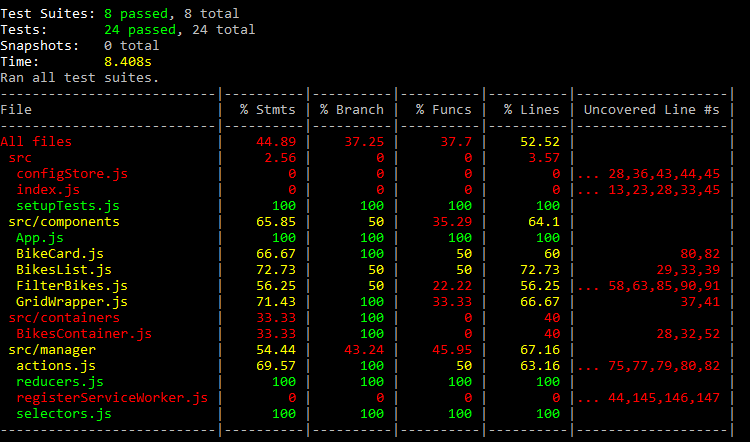 Test Suites: 8 passed, 8 total
Tests:       24 passed, 24 total
Snapshots:   0 total
Time:        8.408s
Ran all test suites.
---------------------------|----------|----------|----------|----------|-------------------|
File                       |  % Stmts | % Branch |  % Funcs |  % Lines | Uncovered Line #s |
---------------------------|----------|----------|----------|----------|-------------------|
All files                  |    44.89 |    37.25 |     37.7 |    52.52 |                   |
 src                       |     2.56 |        0 |        0 |     3.57 |                   |
  configStore.js           |        0 |        0 |        0 |        0 |... 28,36,43,44,45 |
  index.js                 |        0 |        0 |        0 |        0 |... 13,23,28,33,45 |
  setupTests.js            |      100 |      100 |      100 |      100 |                   |
 src/components            |    65.85 |       50 |    35.29 |     64.1 |                   |
  App.js                   |      100 |      100 |      100 |      100 |                   |
  BikeCard.js              |    66.67 |      100 |       50 |       60 |             80,82 |
  BikesList.js             |    72.73 |       50 |       50 |    72.73 |          29,33,39 |
  FilterBikes.js           |    56.25 |       50 |    22.22 |    56.25 |... 58,63,85,90,91 |
  GridWrapper.js           |    71.43 |      100 |    33.33 |    66.67 |             37,41 |
 src/containers            |    33.33 |      100 |        0 |       40 |                   |
  BikesContainer.js        |    33.33 |      100 |        0 |       40 |          28,32,52 |
 src/manager               |    54.44 |    43.24 |    45.95 |    67.16 |                   |
  actions.js               |    69.57 |      100 |       50 |    63.16 |... 75,77,79,80,82 |
  reducers.js              |      100 |      100 |      100 |      100 |                   |
  registerServiceWorker.js |        0 |        0 |        0 |        0 |... 44,145,146,147 |
  selectors.js             |      100 |      100 |      100 |      100 |                   |
---------------------------|----------|----------|----------|----------|-------------------|